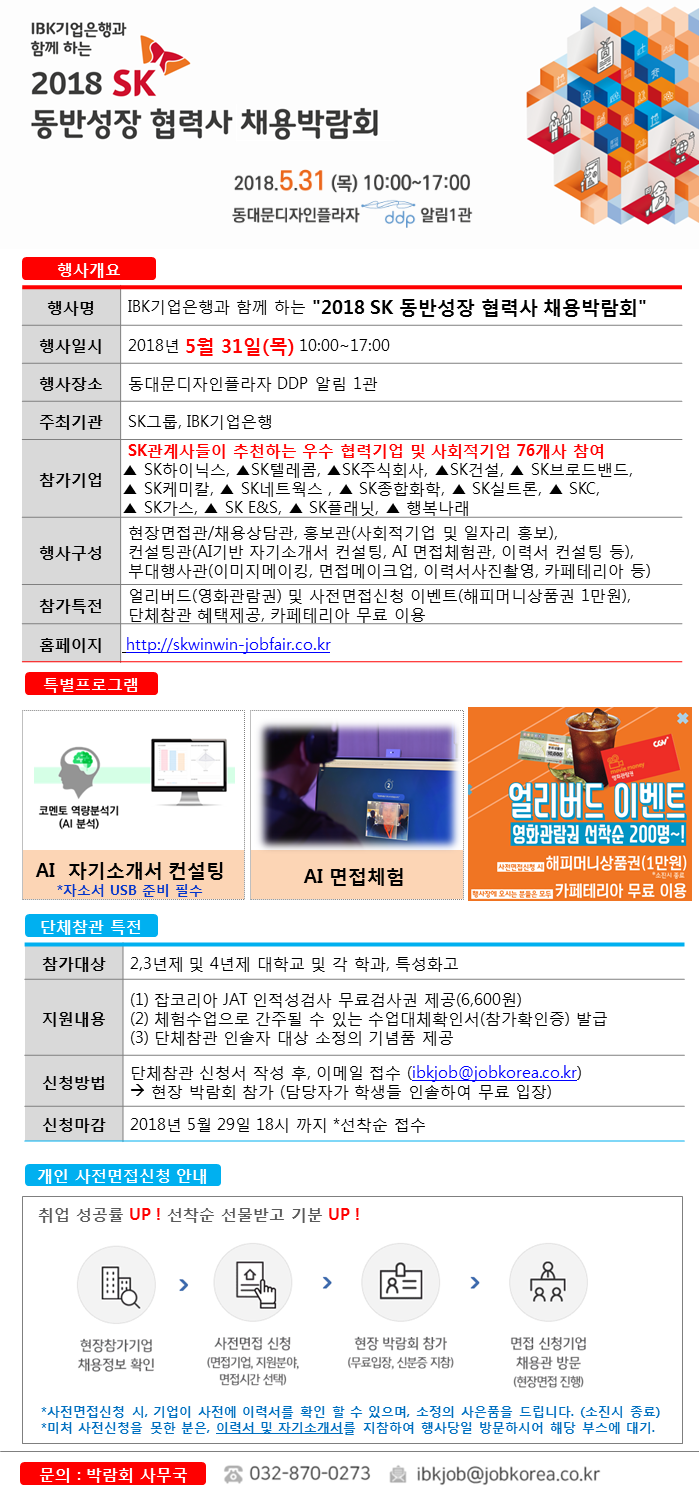 IBK기업은행과
함께 하는
2018 SK
동반성장 협력사 채용박람회
2018.5.31 (목) 10:00~17:00
동대문디자인플라자 ddp 알림1관
행사개요
행사명 IBK기업은행과 함께 하는 "2018 SK 동반성장 협력사 채용박람회"
행사일시 2018년 5월 31일(목) 10:00~17:00
행사장소 동대문디자인플라자 DDP 알림 1관
주최기관 SK그룹, IBK기업은행
참가기업 SK관계사들이 추천하는 우수 협력기업 및 사회적기업 76개사 참여
▲ SK하이닉스, ▲SK텔레콤, ▲SK주식회사, ▲SK건설, ▲ SK브로드밴드,
▲ SK케미칼, ▲ SK네트웍스 , ▲ SK종합화학, ▲ SK실트론, ▲ SKC,
▲ SK가스, ▲ SK E&S, ▲ SK플래닛, ▲ 행복나래
행사구성 현장면접관/채용상담관, 홍보관(사회적기업 및 일자리 홍보),
컨설팅관(AI기반 자기소개서 컨설팅, AI 면접체험관, 이력서 컨설팅 등),
부대행사관(이미지메이킹, 면접메이크업, 이력서사진촬영, 카페테리아 등)
참가특전 얼리버드(영화관람권) 및 사전면접신청 이벤트(해피머니상품권 1만원),
단체참관 혜택제공, 카페테리아 무료 이용
홈페이지 http://skwinwin-jobfair.co.kr
특별프로그램
코멘토 역량분석기
(AI 분석)
AI 자기소개서 컨설팅
*자소서 USB 준비 필수
2
AI 면접체험
CGV
movie money
영화관람권
10,000
얼리버드 이벤트
영화관람권 선착순 200명~!
사전면접신청 시 해피머니상품권(1만원)
*소진시 종료
행사장에 오시는 분들은 모두 카페테리아 무료 이용
단체참관 특전
참가대상 2,3년제 및 4년제 대학교 및 각 학과, 특성화고
지원내용 (1) 잡코리아 JAT 인적성검사 무료검사권 제공(6,600원)
(2) 체험수업으로 간주될 수 있는 수업대체확인서(참가확인증) 발급
(3) 단체참관 인솔자 대상 소정의 기념품 제공
신청방법 단체참관 신청서 작성 후, 이메일 접수 (ibkjob@jobkorea.co.kr)
→ 현장 박람회 참가 (담당자가 학생들 인솔하여 무료 입장)
신청마감 2018년 5월 29일 18시 까지 *선착순 접수
개인 사전면접신청 안내
취업 성공률 UP ! 선착순 선물받고 기분 UP !
현장참가기업
채용정보 확인
사전면접 신청
(면접기업, 지원분야,
면접시간 선택)
현장 박람회 참가
(무료입장, 신분증 지참)
면접 신청기업
채용관 방문
(현장면접 진행)
*사전면접신청 시, 기업이 사전에 이력서를 확인 할 수 있으며, 소정의 사은품을 드립니다. (소진시 종료)
*미처 사전신청을 못한 분은, 이력서 및 자기소개서를 지참하여 행사당일 방문하시어 해당 부스에 대기.
문의 : 박람회 사무국 032-870-0273 ibkjob@jobkorea.co.kr